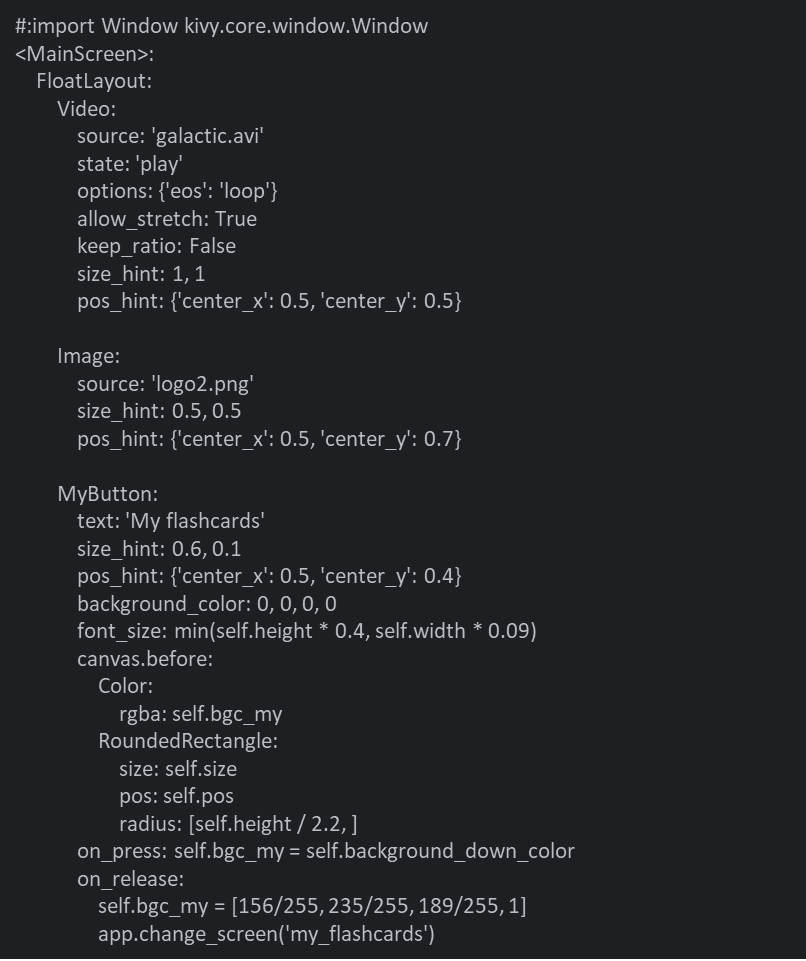 #:import Window kivy.core.window.Window
<MainScreen>:
FloatLayout:
Video:
source: 'galactic.avi'
state: 'play'
options: {'eos': 'loop'}
allow_stretch: True
keep_ratio: False
size_hint: 1, 1
pos_hint: {'center_x': 0.5, 'center_y': 0.5}
Image:
source: 'logo2.png'
size_hint: 0.5, 0.5
pos_hint: {'center_x': 0.5, 'center_y': 0.7}
MyButton:
text: 'My flashcards'
size_hint: 0.6, 0.1
pos_hint: {'center_x': 0.5, 'center_y': 0.4}
background_color: 0, 0, 0, 0
font_size: min(self.height * 0.4, self.width * 0.09)
canvas.before:
Color:
rgba: self.bgc_my
RoundedRectangle:
size: self.size
pos: self.pos
radius: [self.height / 2.2, ]
on_press: self.bgc_my = self.background_down_color
on_release:
self.bgc_my = [156/255, 235/255, 189/255, 1]
app.change_screen('my_flashcards')